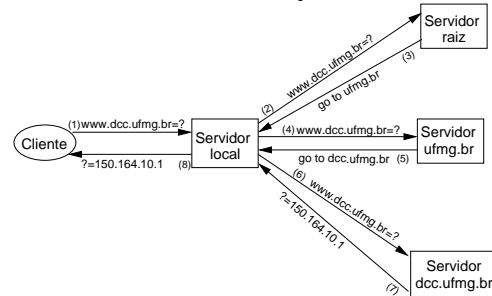 Servidor
raiz
(2) www.dcc.ufmg.br=?
(3)
go to ufmg.br
(1) www.dcc.ufmg.br=?
Cliente
?=150.164.10.1 (8)
Servidor
local
(4) www.dcc.ufmg.br=?
go to dcc.ufmg.br (5)
Servidor
ufmg.br
(6) www.dcc.ufmg.br=?
?=150.164.10.1
(7)
Servidor
dcc.ufmg.br